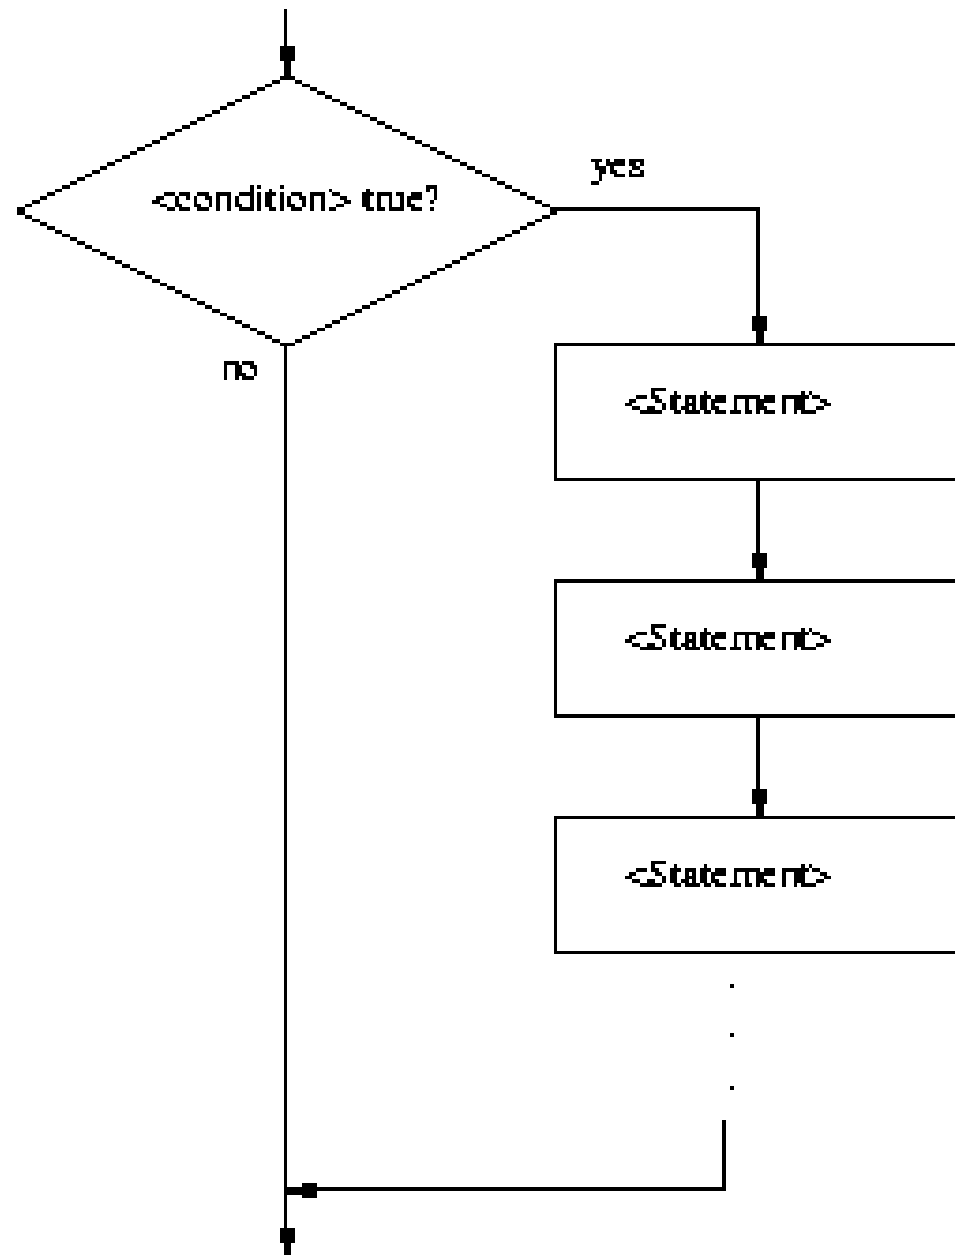 yes
<condition> true?
no
<Statement>
<Statement>
<Statement>
.
.
.